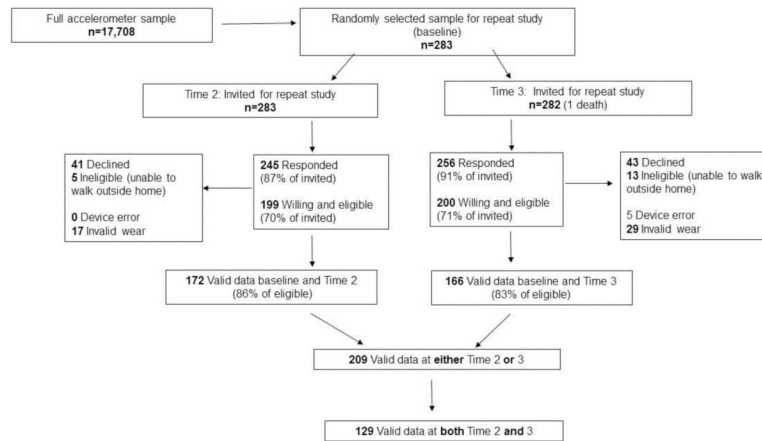 Full accelerometer sample
n=17,708
Randomly selected sample for repeat study
(baseline)
n=283
Time 2: Invited for repeat study
n=283
Time 3:  Invited for repeat study
n=282 (1 death)
41 Declined
5 Ineligible (unable to
walk outside home)
0 Device error
17 Invalid wear
245 Responded
(87% of invited)
199 Willing and eligible
(70% of invited)
256 Responded
(91% of invited)
200 Willing and eligible
(71% of invited)
43 Declined
13 Ineligible (unable to walk
outside home)
5 Device error
29 Invalid wear
172 Valid data baseline and Time 2
(86% of eligible)
166 Valid data baseline and Time 3
(83% of eligible)
209 Valid data at either Time 2 or 3
129 Valid data at both Time 2 and 3